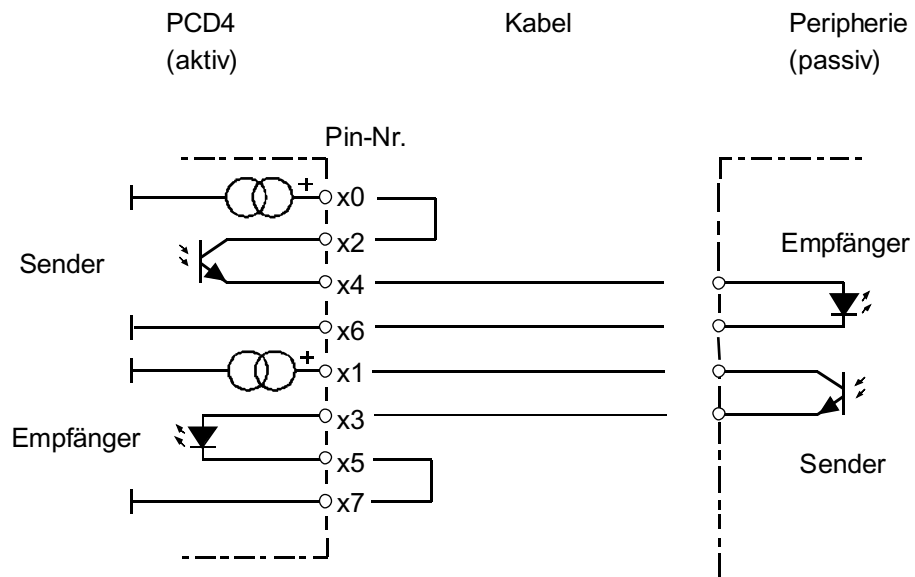 PCD4
(aktiv)
Kabel
Peripherie
(passiv)
Pin-Nr.
+
x0
x2
Sender
x4
x6
+
x1
x3
Empfänger
x5
x7
Empfänger
Sender